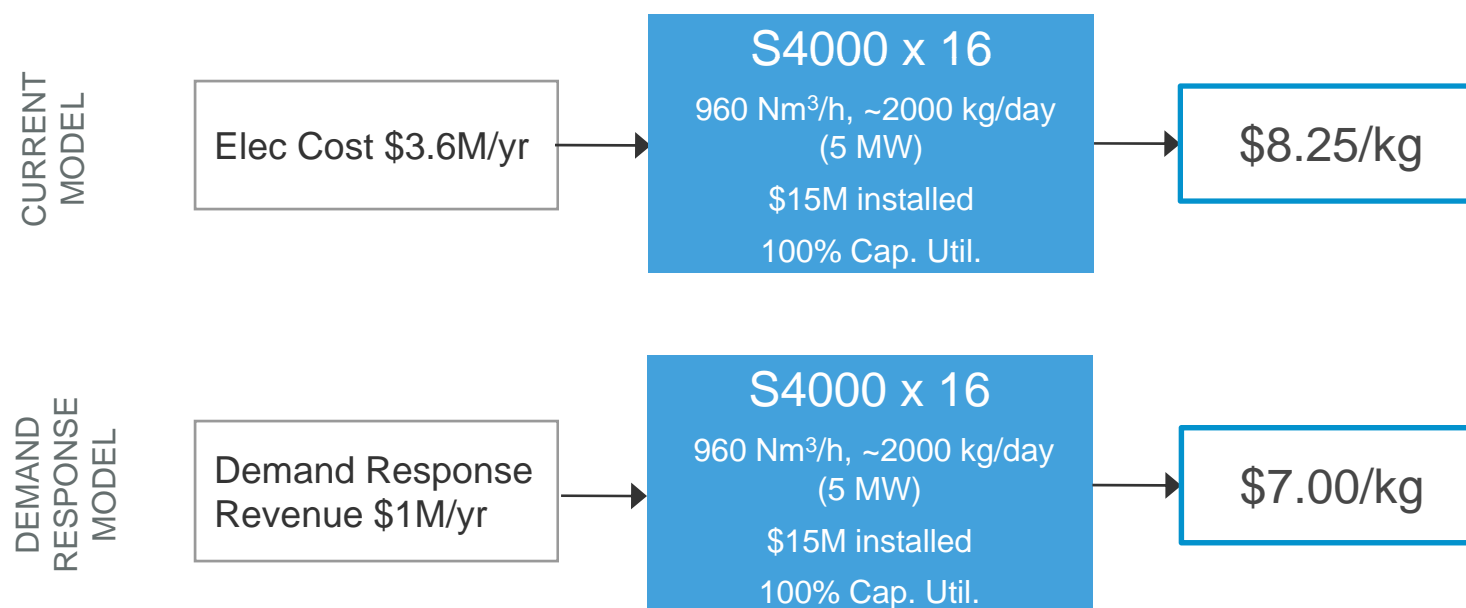 CURRENT
MODEL
Elec Cost $3.6M/yr
S4000 x 16
960 Nm³/h, ~2000 kg/day
(5 MW)
$15M installed
100% Cap. Util.
$8.25/kg
DEMAND
RESPONSE
MODEL
Demand Response
Revenue $1M/yr
S4000 x 16
960 Nm³/h, ~2000 kg/day
(5 MW)
$15M installed
100% Cap. Util.
$7.00/kg